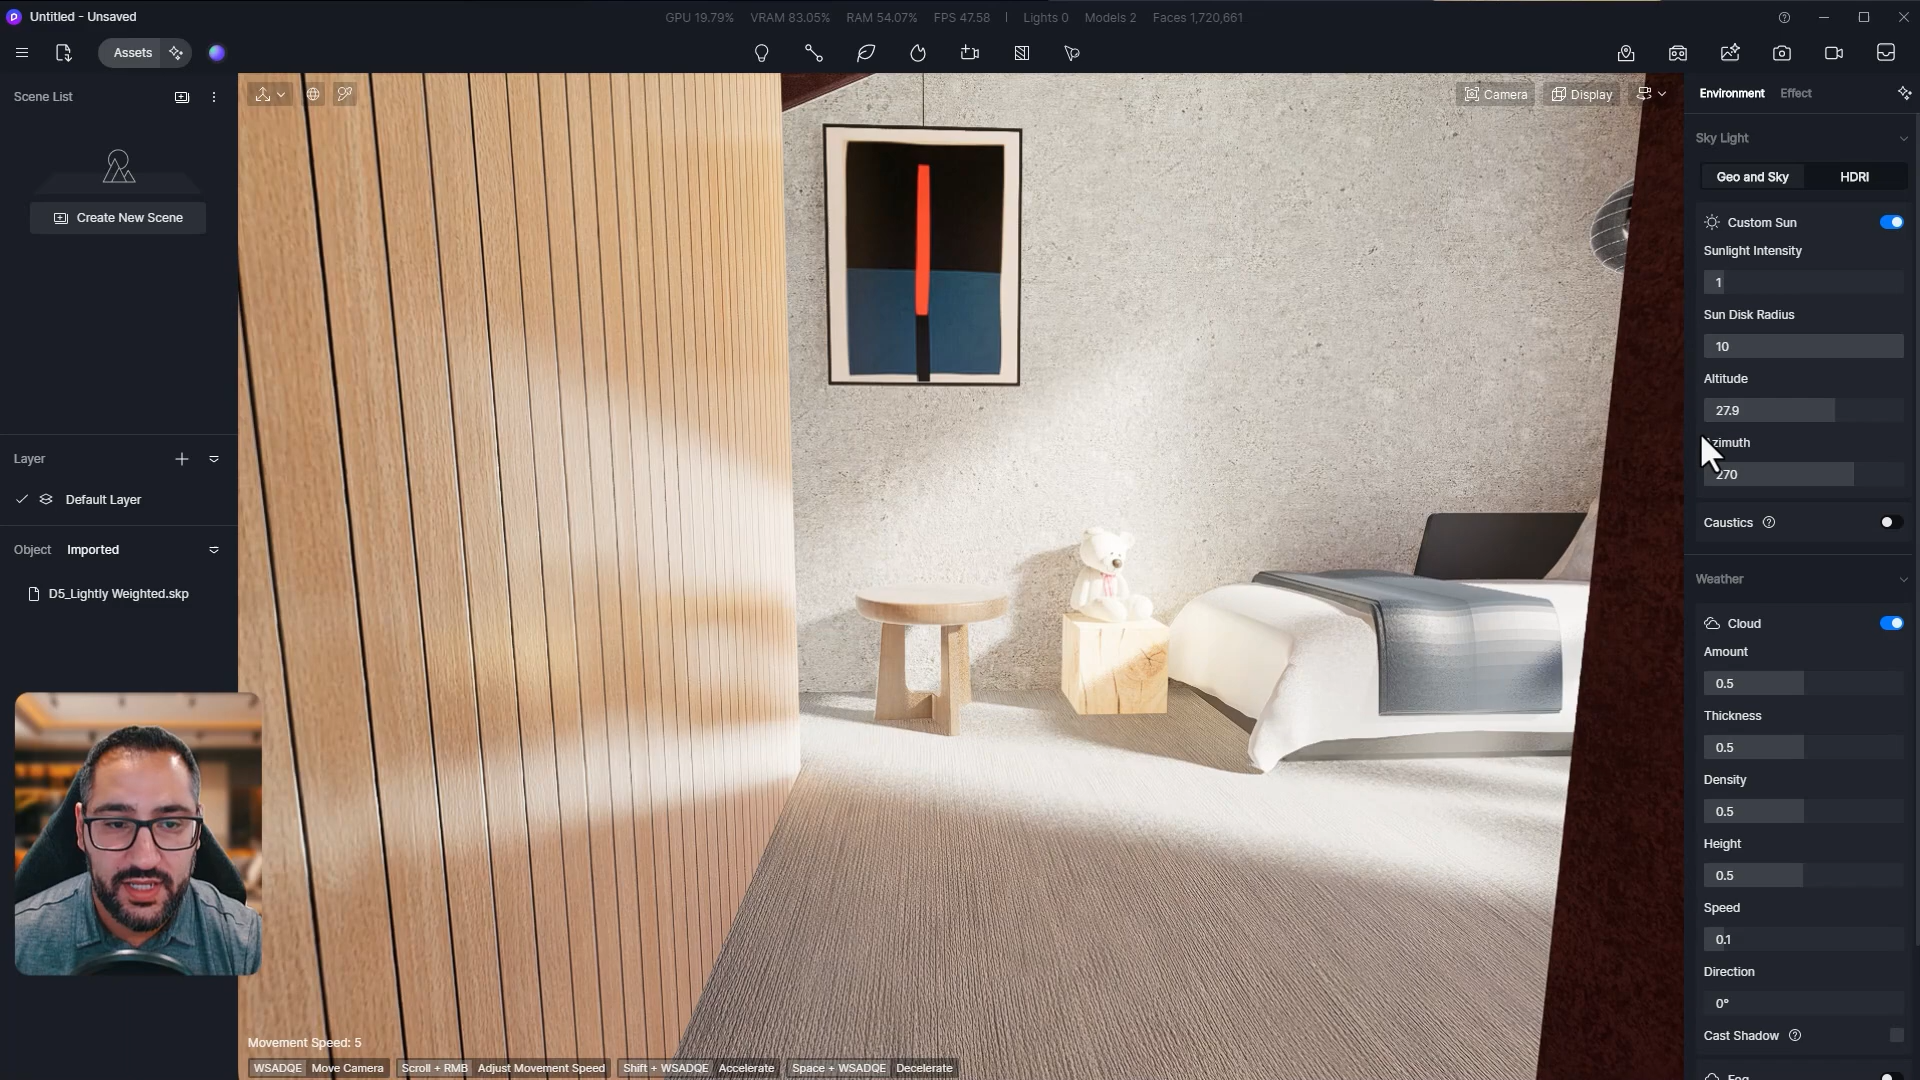 Untitled - Unsaved
GPU 19.79% VRAM 83.05% RAM 54.07% FPS 47.58 | Lights 0 Models 2 Faces 1,720,661
Assets
Scene List
Create New Scene
Layer
Default Layer
Object Imported
D5_Lightly Weighted.skp
Camera Display
Movement Speed: 5
WSADQE Move Camera Scroll + RMB Adjust Movement Speed Shift + WSADQE Accelerate Space + WSADQE Decelerate
Environment Effect
Sky Light
Geo and Sky HDRI
Custom Sun
Sunlight Intensity
1
Sun Disk Radius
10
Altitude
27.9
Azimuth
270
Caustics
Weather
Cloud
Amount
0.5
Thickness
0.5
Density
0.5
Height
0.5
Speed
0.1
Direction
0°
Cast Shadow
Fog